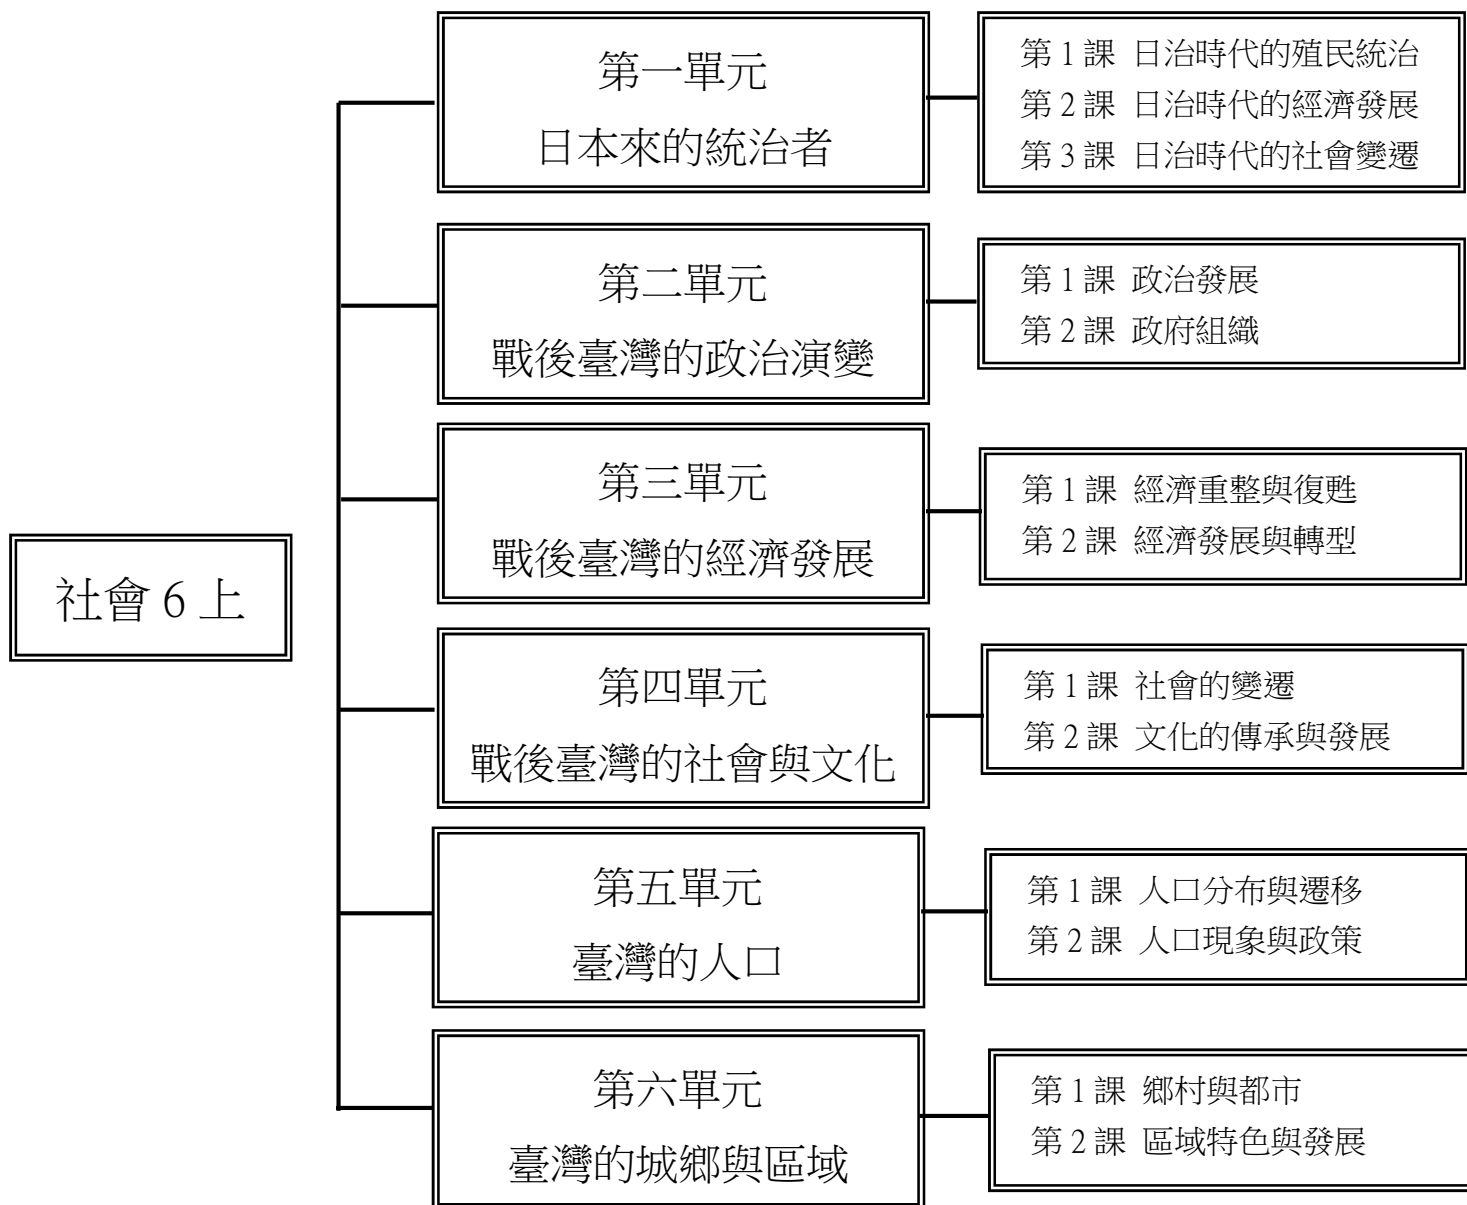 社會 6 上
第一單元
日本來的統治者
第 1 課 日治時代的殖民統治
第 2 課 日治時代的經濟發展
第 3 課 日治時代的社會變遷
第二單元
戰後臺灣的政治演變
第 1 課 政治發展
第 2 課 政府組織
第三單元
戰後臺灣的經濟發展
第 1 課 經濟重整與復甦
第 2 課 經濟發展與轉型
第四單元
戰後臺灣的社會與文化
第 1 課 社會的變遷
第 2 課 文化的傳承與發展
第五單元
臺灣的人口
第 1 課 人口分布與遷移
第 2 課 人口現象與政策
第六單元
臺灣的城鄉與區域
第 1 課 鄉村與都市
第 2 課 區域特色與發展